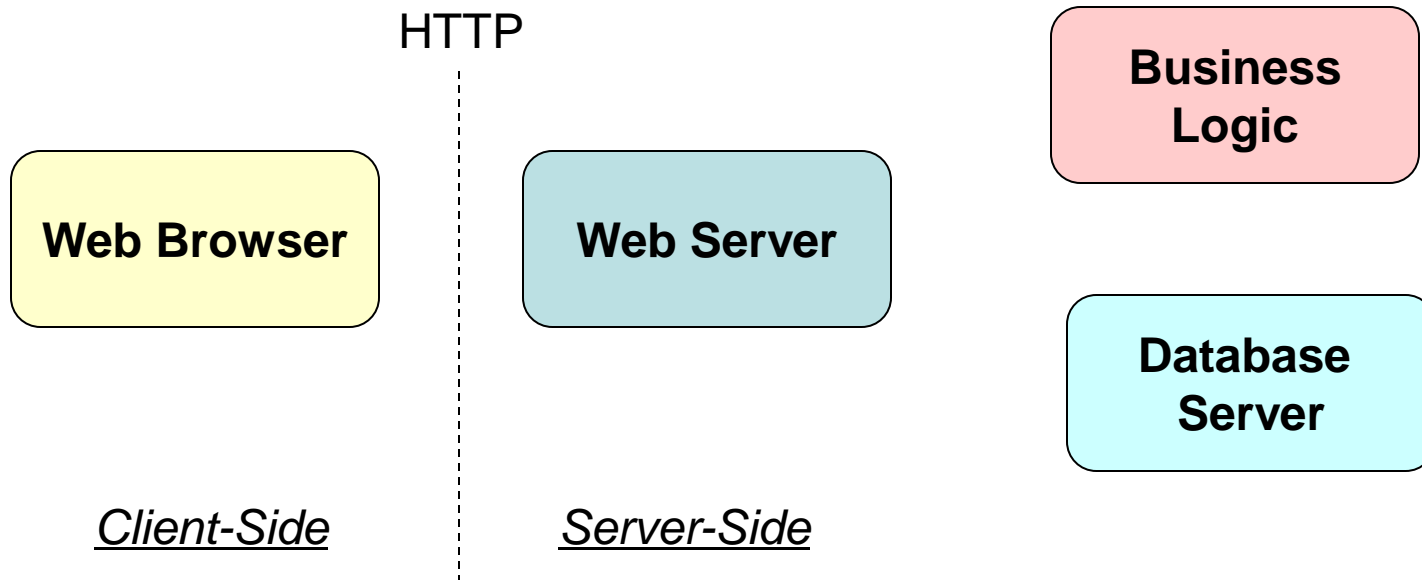 HTTP
Business
Logic
Web Browser
Web Server
Database
Server
Client-Side
Server-Side